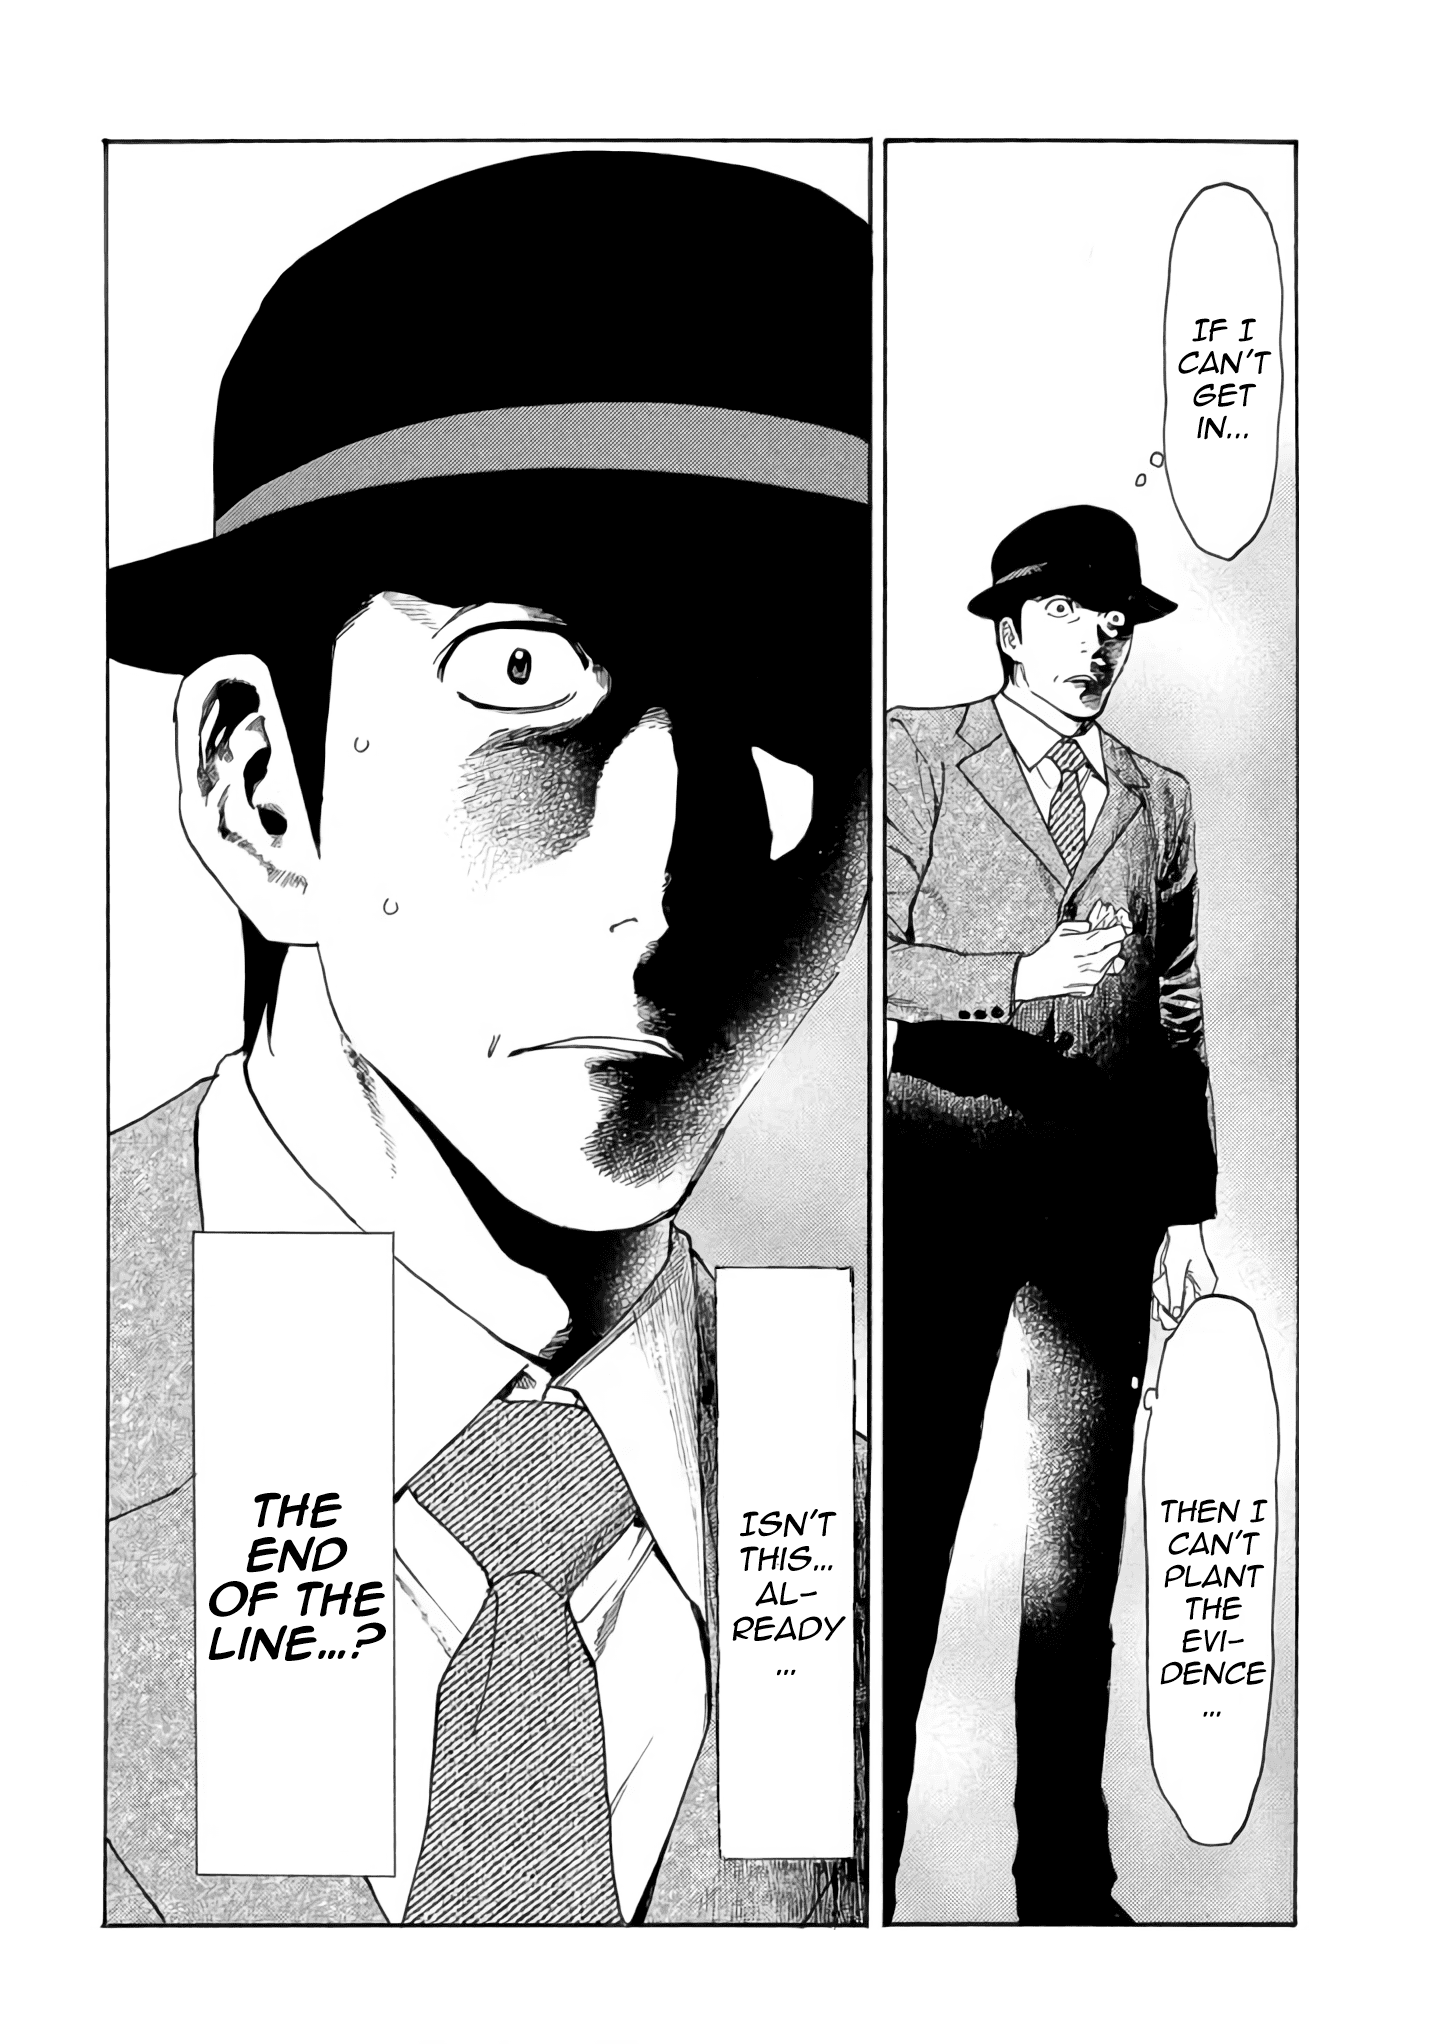 IF I
CAN'T
GET
IN...
THEN I
CAN'T
PLANT
THE
EVI-
DENCE
...
ISN'T
THIS...
AL-
READY
...
THE
END
OF THE
LINE...?